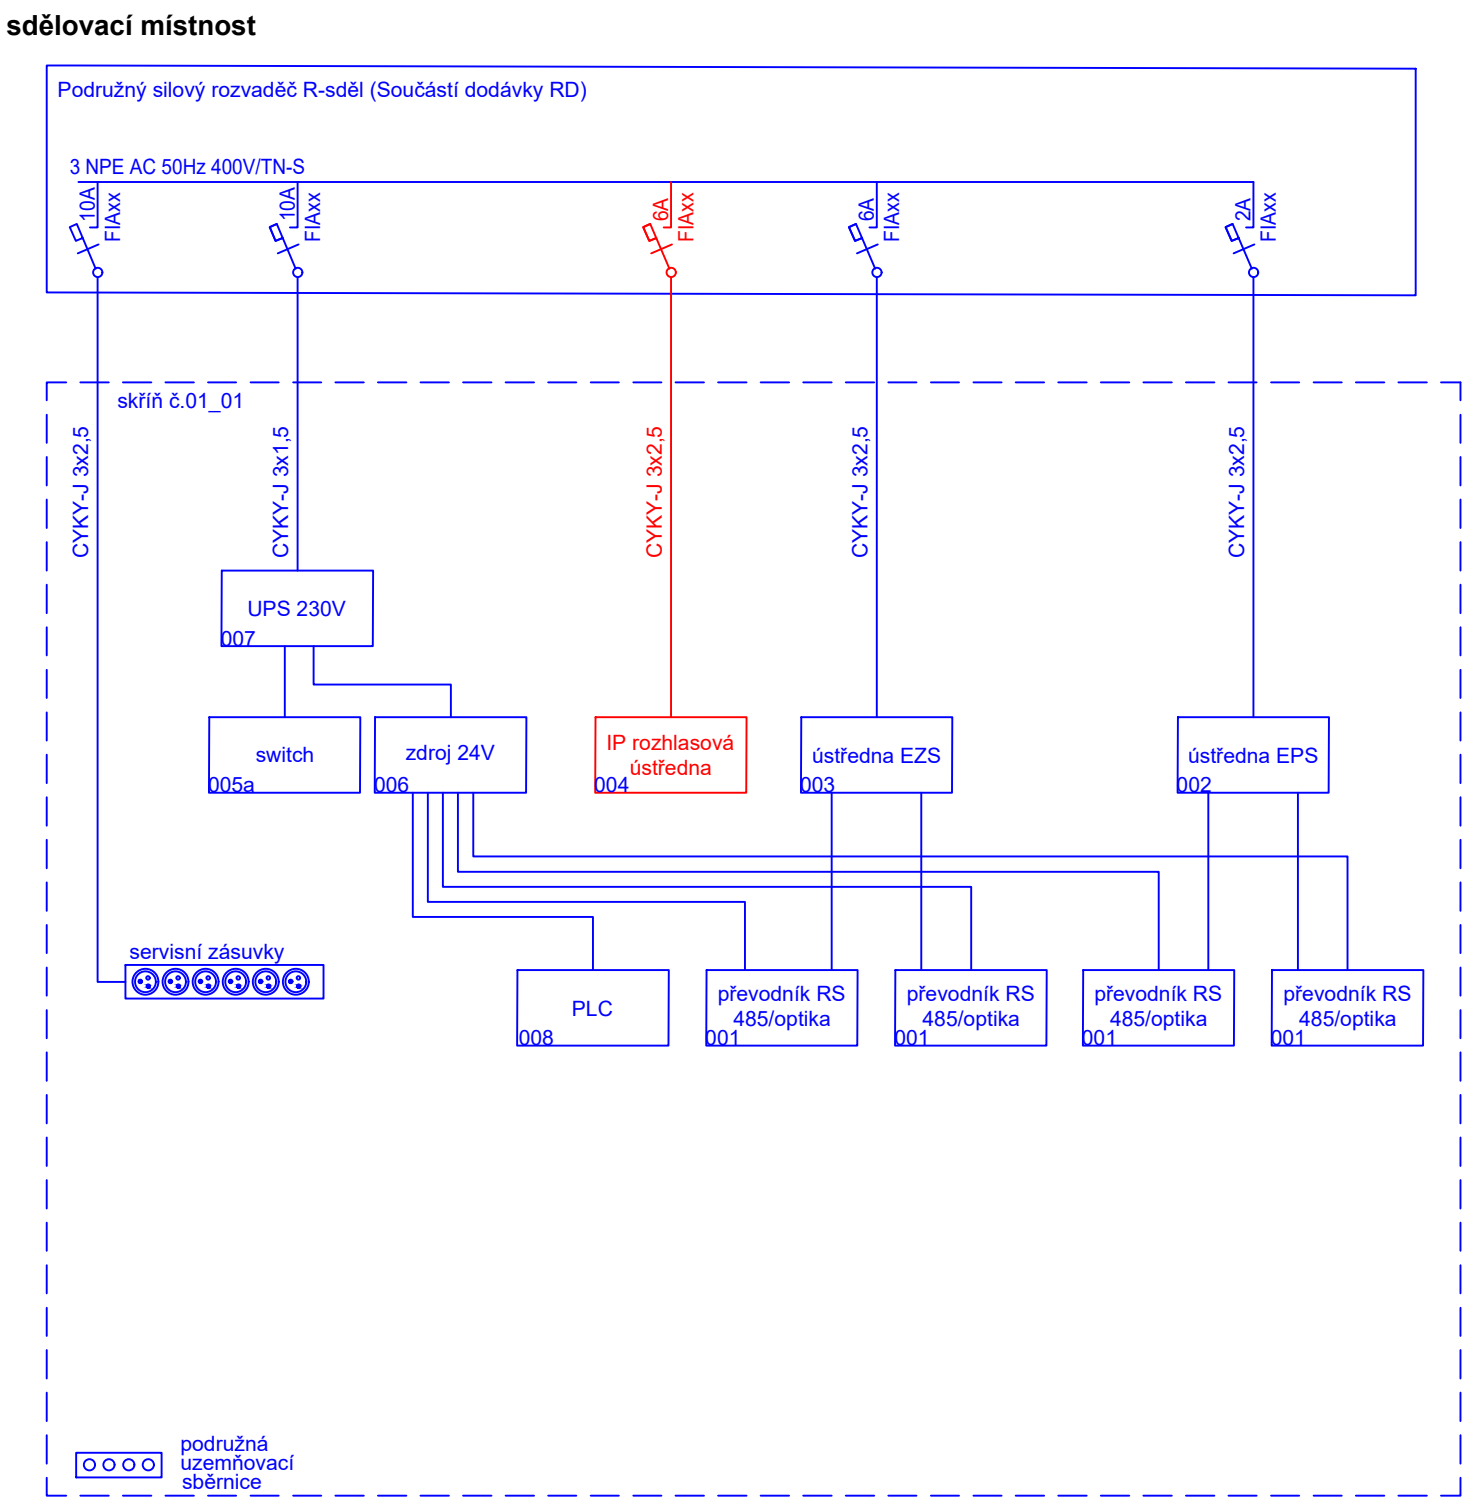 sdělovací místnost
Podružný silový rozvaděč R-sděl (Součástí dodávky RD)
3 NPE AC 50Hz 400V/TN-S
10A
FIAxx
10A
FIAxx
6A
FIAxx
6A
FIAxx
2A
FIAxx
skříň č.01_01
CYKY-J 3x2,5
CYKY-J 3x1,5
CYKY-J 3x2,5
CYKY-J 3x2,5
CYKY-J 3x2,5
UPS 230V
007
switch
005a
zdroj 24V
006
IP rozhlasová
ústředna
004
ústředna EZS
003
ústředna EPS
002
servisní zásuvky
PLC
008
převodník RS
485/optika
001
převodník RS
485/optika
001
převodník RS
485/optika
001
převodník RS
485/optika
001
podružná
uzemňovací
sběrnice